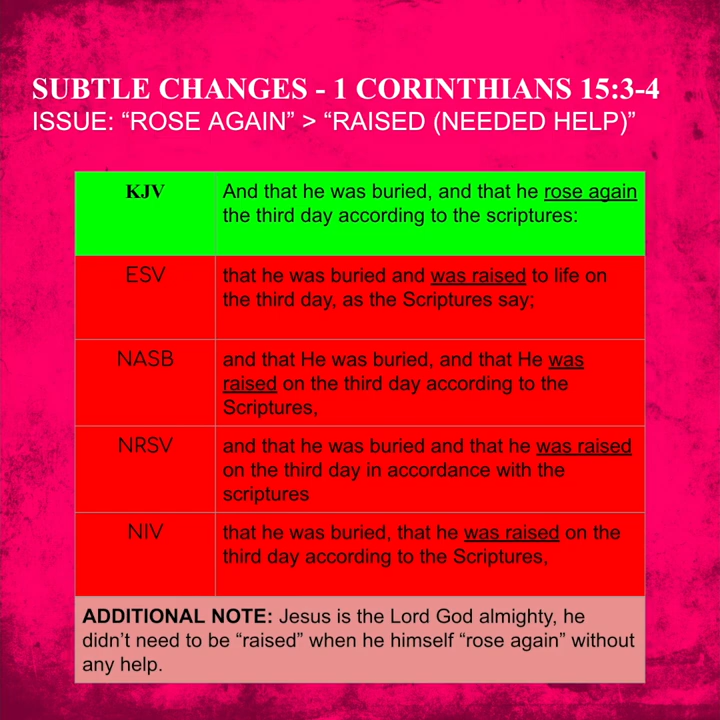 SUBTLE CHANGES - 1 CORINTHIANS 15:3-4
ISSUE: “ROSE AGAIN” > “RAISED (NEEDED HELP)”
KJV
And that he was buried, and that he rose again
the third day according to the scriptures:
ESV
that he was buried and was raised to life on
the third day, as the Scriptures say;
NASB
and that He was buried, and that He was
raised on the third day according to the
Scriptures,
NRSV
and that he was buried and that he was raised
on the third day in accordance with the
scriptures
NIV
that he was buried, that he was raised on the
third day according to the Scriptures,
ADDITIONAL NOTE: Jesus is the Lord God almighty, he
didn’t need to be “raised” when he himself “rose again” without
any help.